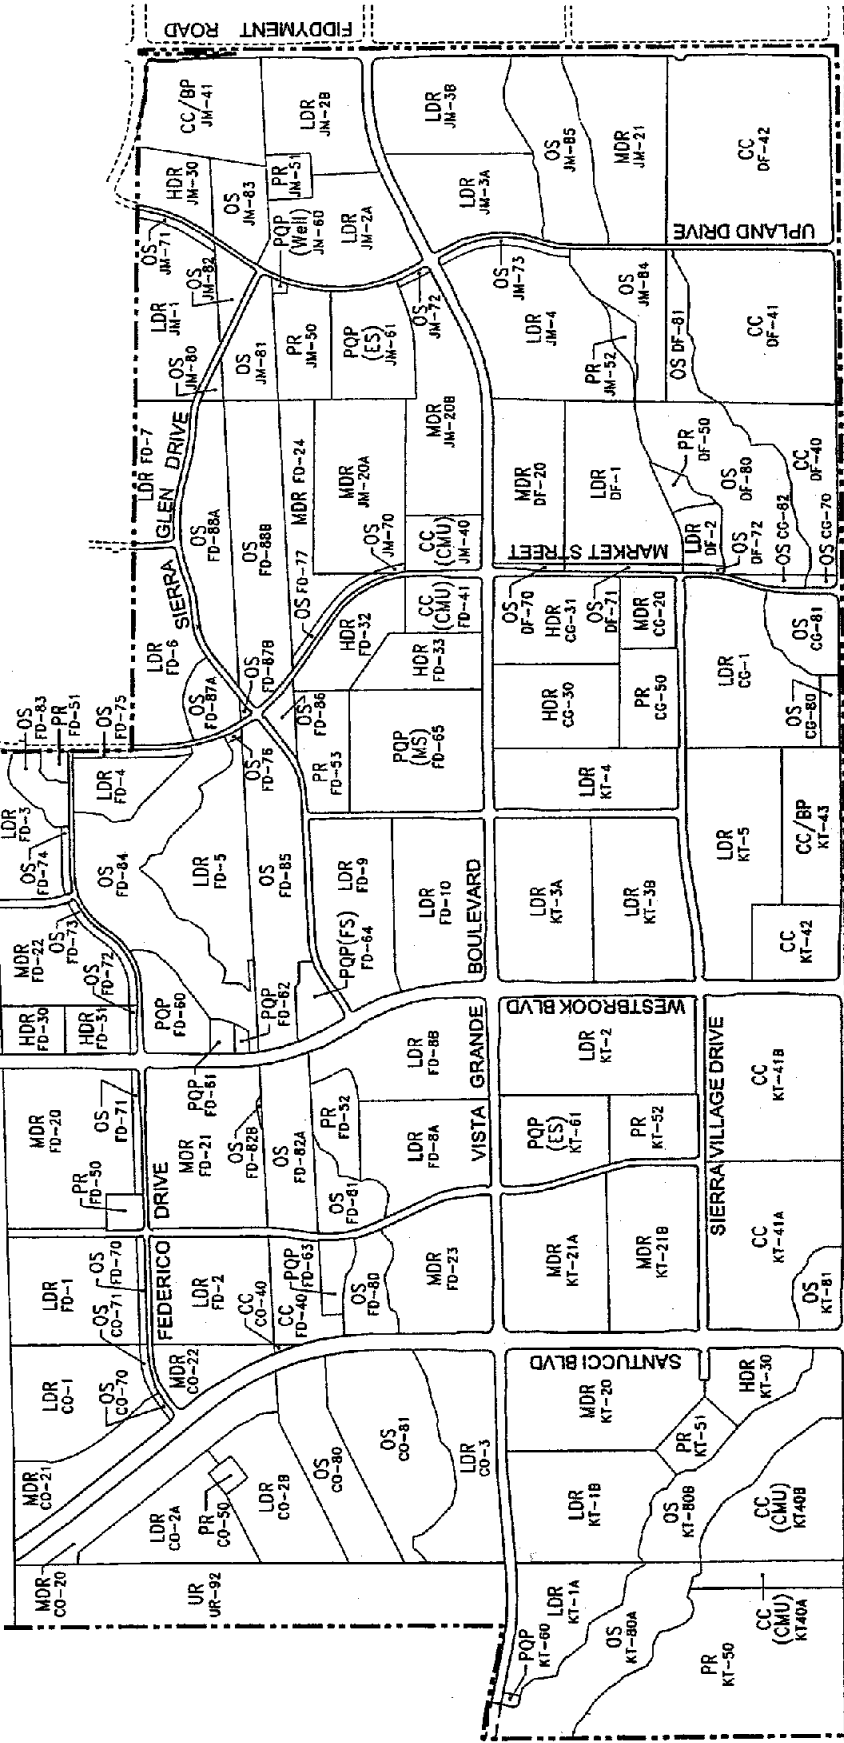 FIDDYMENT ROAD
CC/BP
JM-41
LDR
JM-2B
LDR
JM-3B
OS
JM-85
MDR
JM-21
CC
DF-42
HDR
JM-30
OS
JM-83
PR
JM-51
LDR
JM-3A
OS
JM-71
PQP
(Well)
JM-60
LDR
JM-2A
UPLAND DRIVE
LDR
JM-1
OS
JM-82
OS
JM-72
OS
JM-73
OS
JM-84
OS
JM-80
OS
JM-81
PR
JM-50
PQP
(ES)
JM-61
LDR
JM-4
PR
JM-52
OS DF-81
CC
DF-41
LDR FD-7
SIERRA GLEN DRIVE
OS
FD-88A
OS
FD-88B
MDR FD-24
MDR
JM-20A
MDR
JM-20B
MDR
DF-20
LDR
DF-1
PR
DF-50
OS
DF-80
CC
DF-40
OS
JM-70
CC
(CMU)
JM-40
MARKET STREET
LDR
DF-2
OS
DF-72
OS CG-82
OS CG-70
LDR
FD-6
OS FD-77
HDR
FD-32
CC
(CMU)
FD-41
HDR
FD-33
OS
DF-70
HDR
CG-31
OS
DF-71
MDR
CG-20
LDR
CG-1
OS
CG-81
OS
FD-87A
OS
FD-87B
OS
FD-86
OS
FD-76
PR
FD-53
PQP
(MS)
FD-65
HDR
CG-30
PR
CG-50
OS
CG-80
OS
FD-83
PR
FD-51
OS
FD-75
LDR
FD-3
LDR
FD-4
LDR
KT-4
OS
FD-74
OS
FD-84
LDR
FD-5
OS
FD-85
LDR
FD-9
LDR
FD-10
LDR
KT-3A
LDR
KT-3B
LDR
KT-5
CC/BP
KT-43
CC
KT-42
MDR
FD-22
OS
FD-73
OS
FD-72
PQP(FS)
FD-64
VISTA GRANDE BOULEVARD
HDR
FD-30
HDR
FD-31
PQP
FD-60
PQP
FD-62
PQP
FD-61
WESTBROOK BLVD
LDR
FD-8B
LDR
KT-2
SIERRA VILLAGE DRIVE
CC
KT-41B
MDR
FD-20
OS
FD-71
MDR
FD-21
OS
FD-82B
OS
FD-82A
PR
FD-52
LDR
FD-8A
PQP
(ES)
KT-61
PR
KT-52
PR
FD-50
FEDERICO DRIVE
OS
FD-81
LDR
FD-1
OS
FD-70
LDR
FD-2
PQP
FD-63
CC
FD-40
OS
FD-80
MDR
FD-23
MDR
KT-21A
MDR
KT-21B
CC
KT-41A
OS
KT-81
OS
CO-71
CC
CO-40
SANTUCCI BLVD
LDR
CO-1
OS
CO-70
MDR
CO-22
MDR
KT-20
PR
KT-51
HDR
KT-30
MDR
CO-21
LDR
CO-2A
PR
CO-50
LDR
CO-2B
OS
CO-80
OS
CO-81
LDR
CO-3
LDR
KT-1B
OS
KT-80B
CC
(CMU)
KT40B
MDR
CO-20
UR
UR-92
PQP
KT-60
LDR
KT-1A
OS
KT-80A
PR
KT-50
CC
(CMU)
KT40A